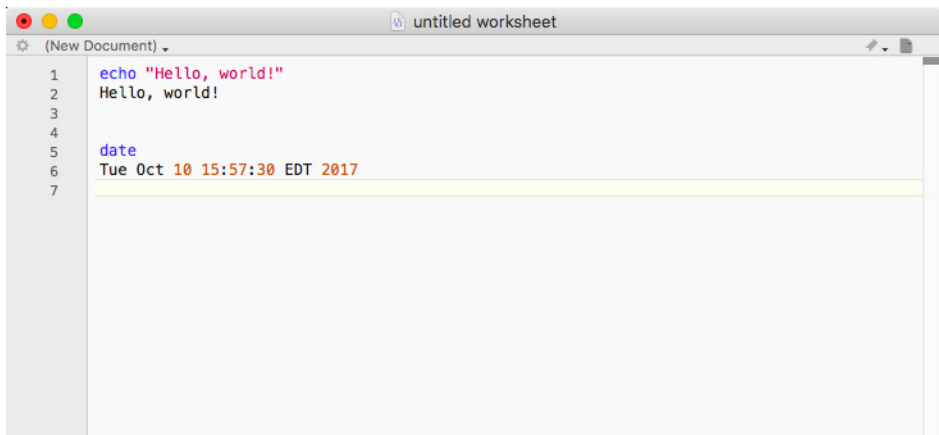 untitled worksheet
(New Document)
1 echo "Hello, world!"
2 Hello, world!
3
4
5 date
6 Tue Oct 10 15:57:30 EDT 2017
7